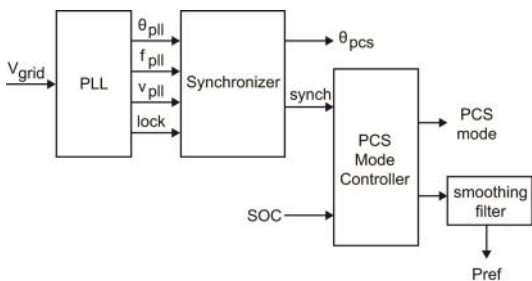 V_grid
PLL
θ_pll
f_pll
v_pll
lock
Synchronizer
θ_pcs
synch
SOC
PCS
Mode
Controller
PCS
mode
smoothing
filter
Pref